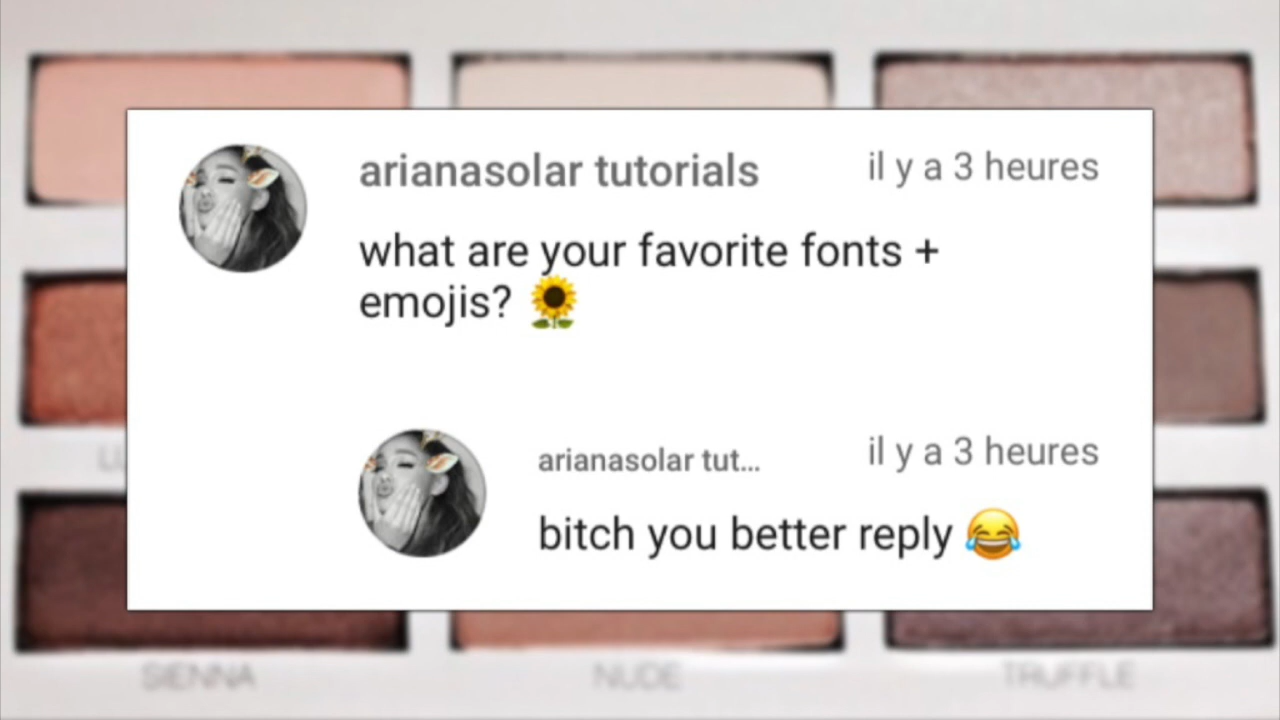 arianasolar tutorials
il y a 3 heures
what are your favorite fonts +
emojis? 🌻
arianasolar tut...
il y a 3 heures
bitch you better reply 😂
SIENNA
NUDE
TRUFFLE